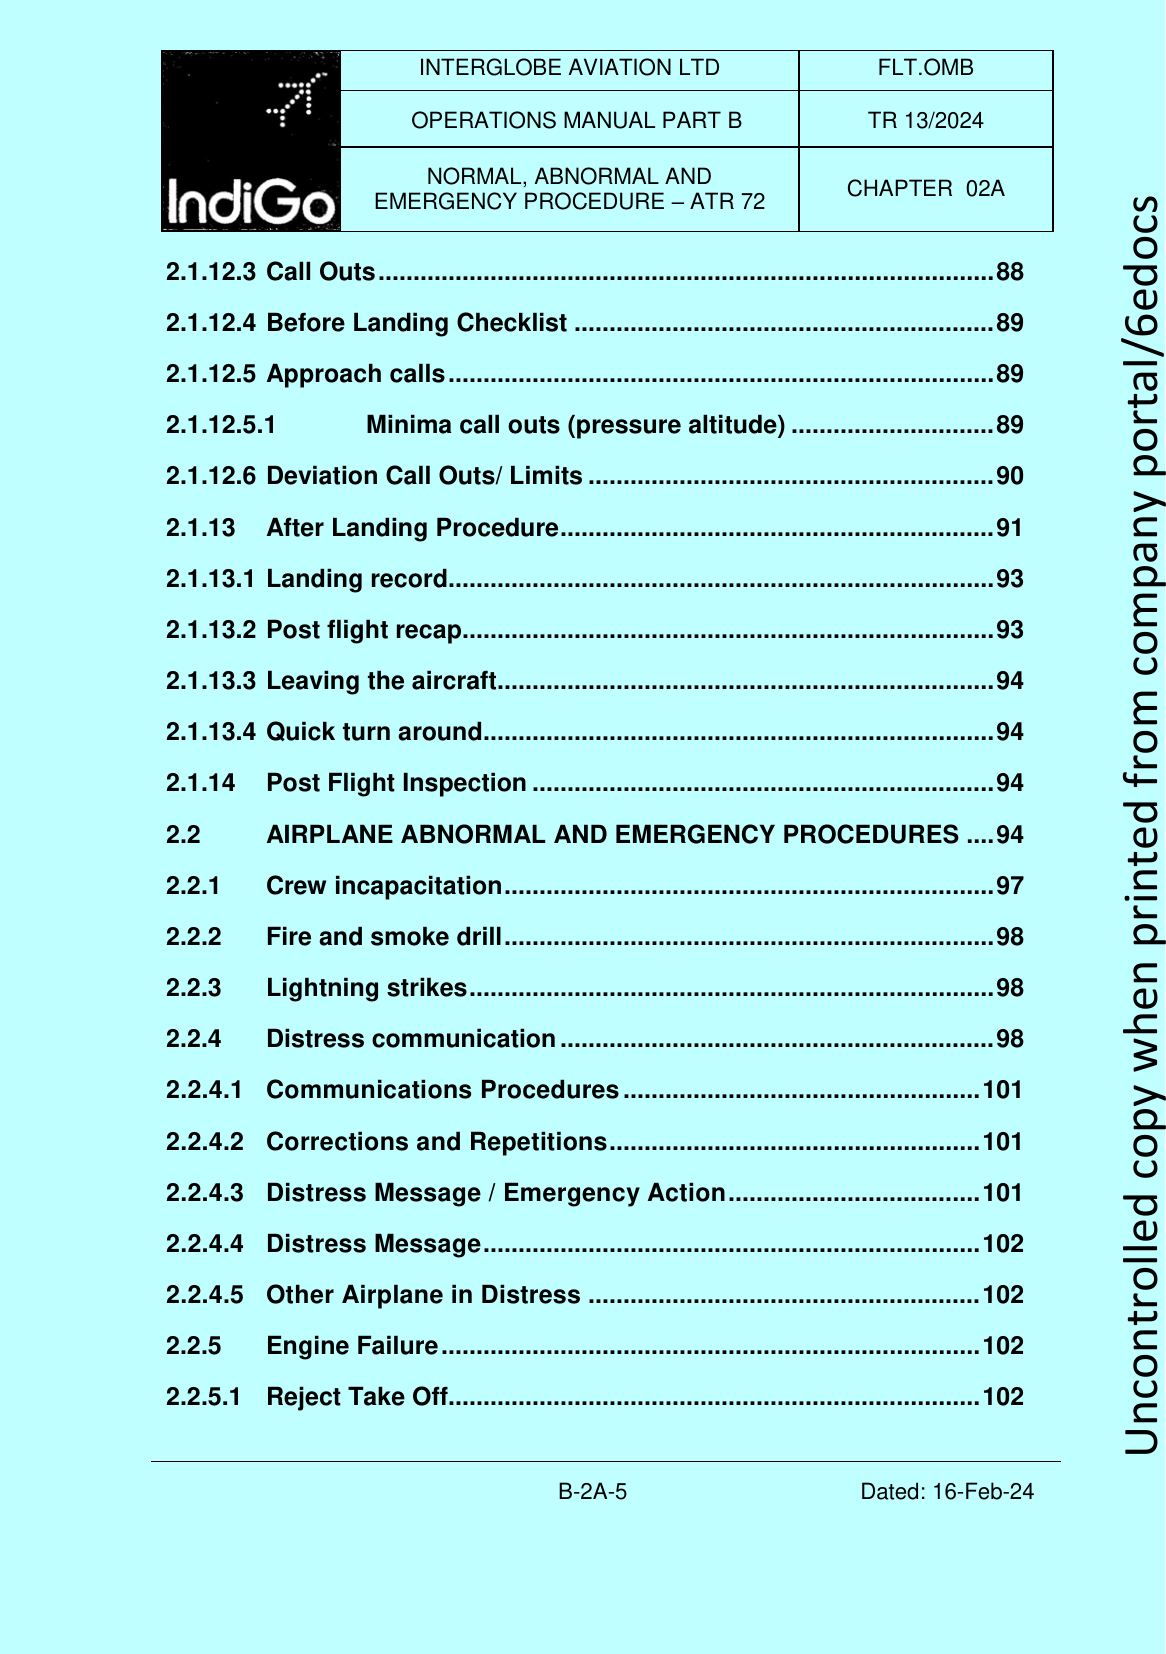 IndiGo
INTERGLOBE AVIATION LTD
FLT.OMB
OPERATIONS MANUAL PART B
TR 13/2024
NORMAL, ABNORMAL AND
EMERGENCY PROCEDURE – ATR 72
CHAPTER 02A
2.1.12.3 Call Outs........................................................................................88
2.1.12.4 Before Landing Checklist ............................................................89
2.1.12.5 Approach calls..............................................................................89
2.1.12.5.1 Minima call outs (pressure altitude) .............................89
2.1.12.6 Deviation Call Outs/ Limits ..........................................................90
2.1.13 After Landing Procedure..............................................................91
2.1.13.1 Landing record..............................................................................93
2.1.13.2 Post flight recap............................................................................93
2.1.13.3 Leaving the aircraft.......................................................................94
2.1.13.4 Quick turn around.........................................................................94
2.1.14 Post Flight Inspection ..................................................................94
2.2 AIRPLANE ABNORMAL AND EMERGENCY PROCEDURES ....94
2.2.1 Crew incapacitation......................................................................97
2.2.2 Fire and smoke drill......................................................................98
2.2.3 Lightning strikes...........................................................................98
2.2.4 Distress communication ..............................................................98
2.2.4.1 Communications Procedures ...................................................101
2.2.4.2 Corrections and Repetitions.....................................................101
2.2.4.3 Distress Message / Emergency Action....................................101
2.2.4.4 Distress Message.......................................................................102
2.2.4.5 Other Airplane in Distress ........................................................102
2.2.5 Engine Failure.............................................................................102
2.2.5.1 Reject Take Off............................................................................102
B-2A-5
Dated: 16-Feb-24
Uncontrolled copy when printed from company portal/6edocs